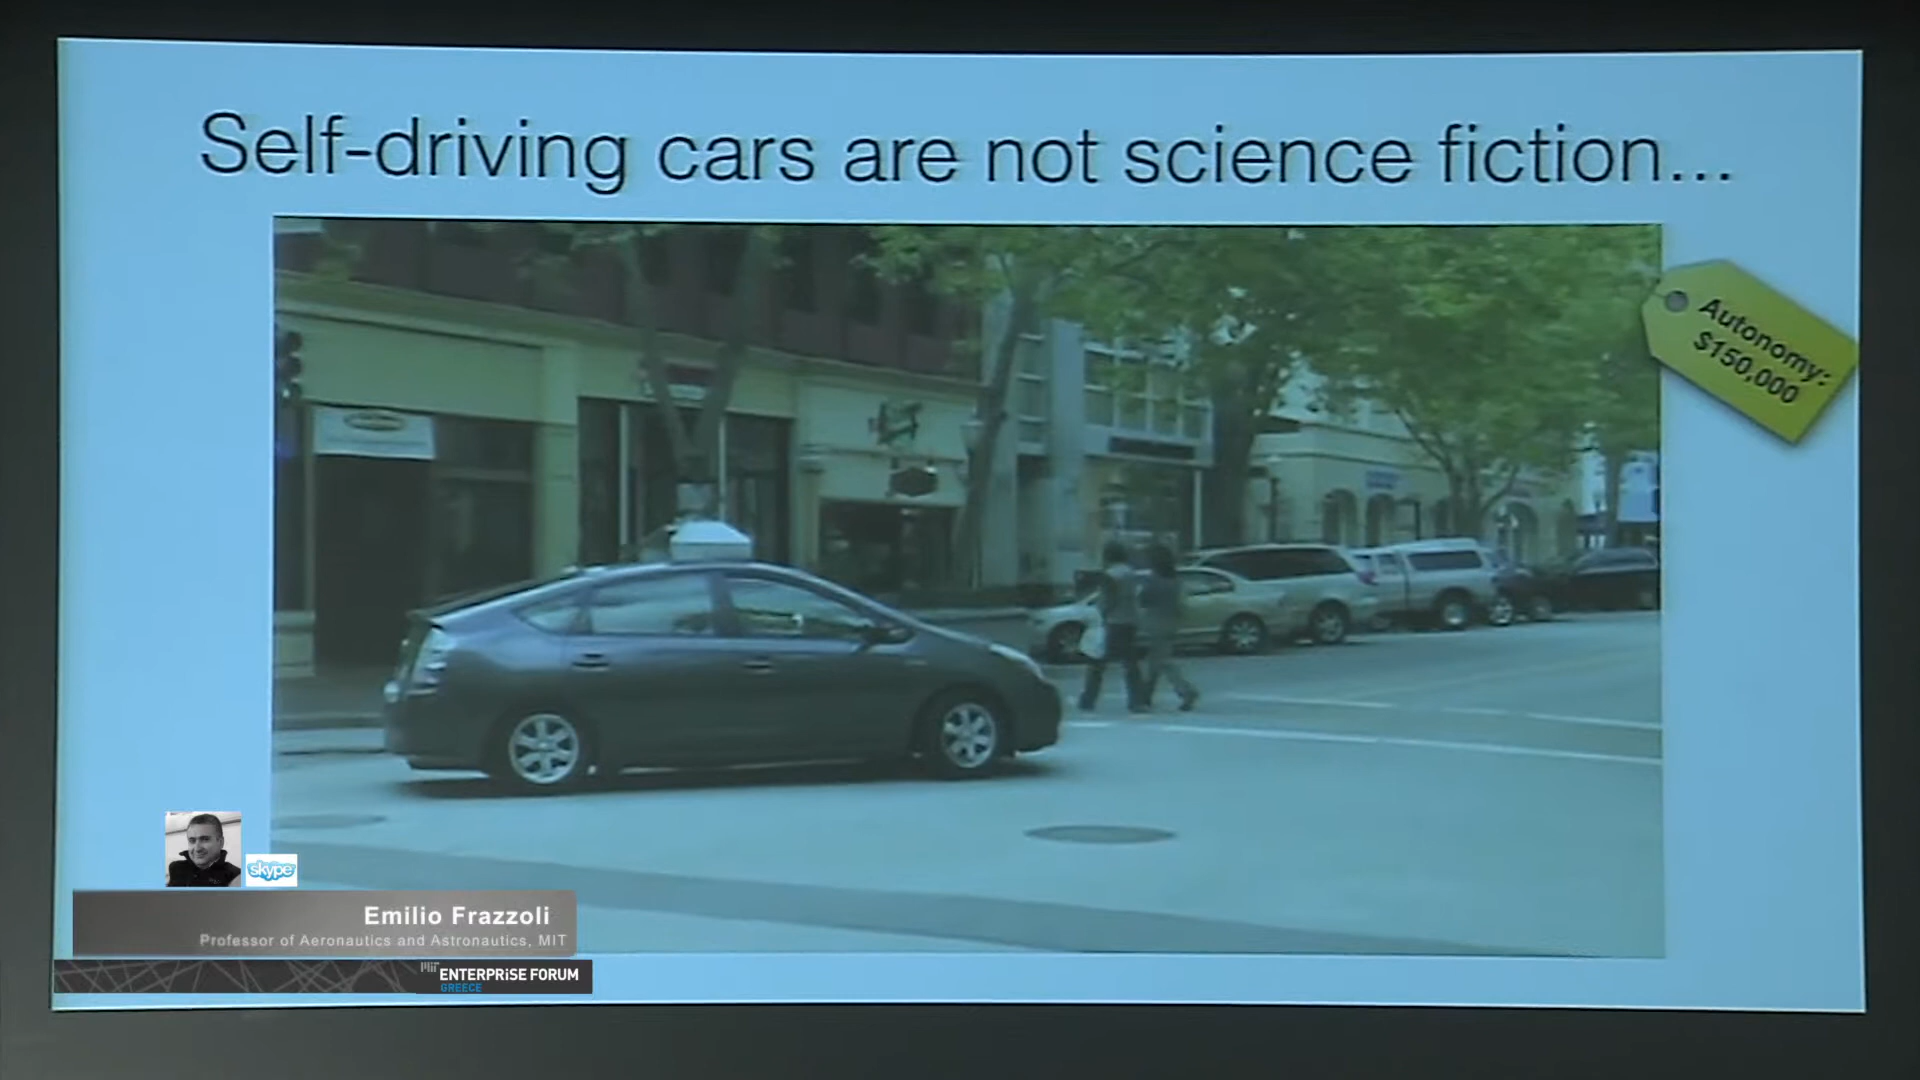 Self-driving cars are not science fiction...
Autonomy:
$150,000
skype
Emilio Frazzoli
Professor of Aeronautics and Astronautics, MIT
MIT ENTERPRiSE FORUM
GREECE